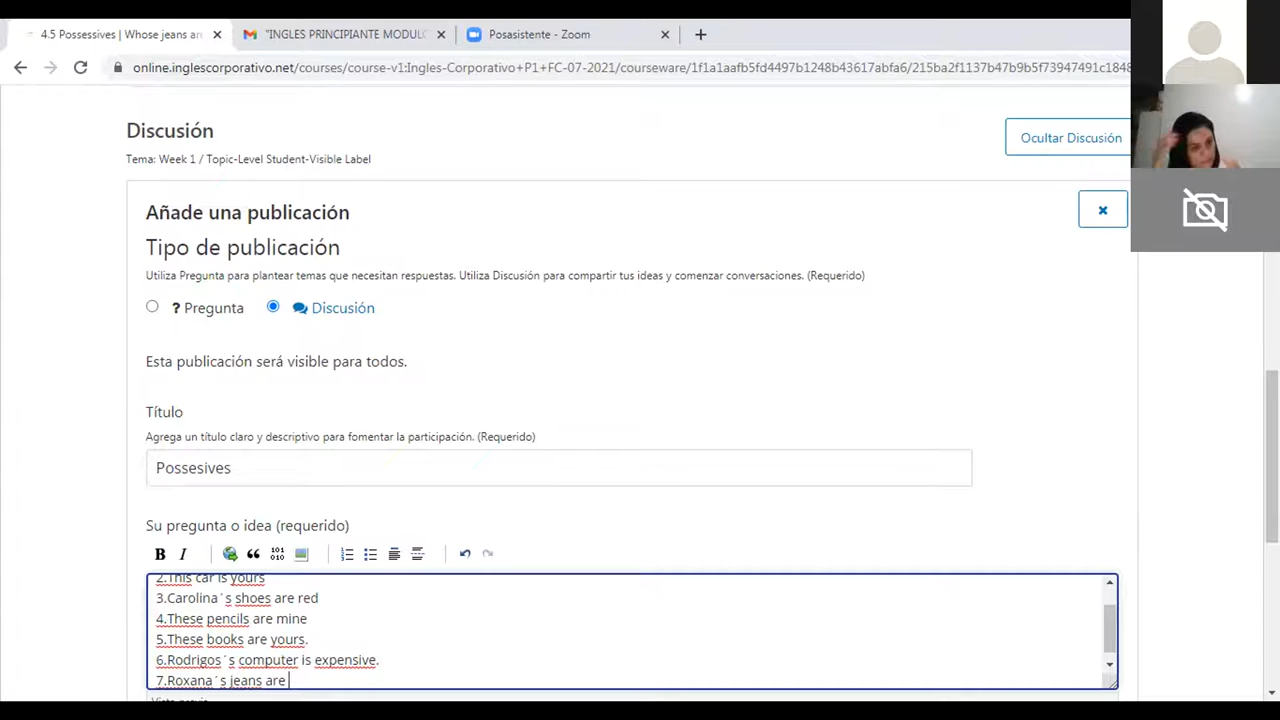 4.5 Possessives | Whose jeans ar
"INGLES PRINCIPIANTE MODULO
Posasistente - Zoom
online.inglescorporativo.net/courses/course-v1:Ingles-Corporativo+P1+FC-07-2021/courseware/1f1a1aafb5fd4497b1248b43617abfa6/215ba2f1137b47b9b5f73947491c1848
Discusión
Ocultar Discusión
Tema: Week 1 / Topic-Level Student-Visible Label
Añade una publicación
Tipo de publicación
Utiliza Pregunta para plantear temas que necesitan respuestas. Utiliza Discusión para compartir tus ideas y comenzar conversaciones. (Requerido)
? Pregunta
Discusión
Esta publicación será visible para todos.
Título
Agrega un título claro y descriptivo para fomentar la participación. (Requerido)
Possesives
Su pregunta o idea (requerido)
B I 101 010
2.This car is yours
3.Carolina´s shoes are red
4.These pencils are mine
5.These books are yours.
6.Rodrigos´s computer is expensive.
7.Roxana´s jeans are